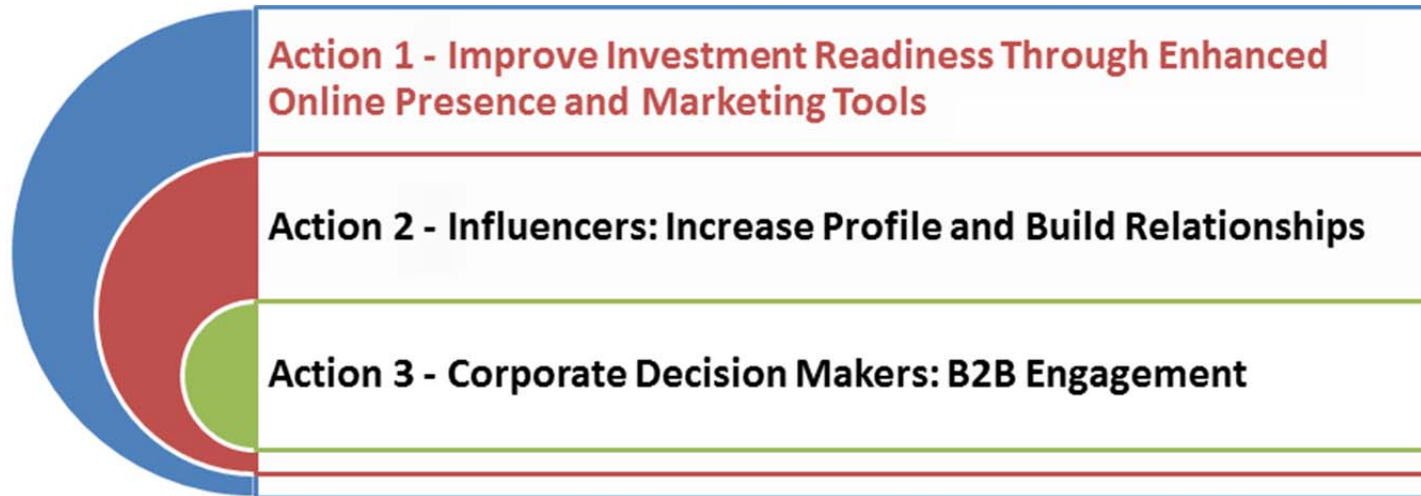 Action 1 - Improve Investment Readiness Through Enhanced
Online Presence and Marketing Tools
Action 2 - Influencers: Increase Profile and Build Relationships
Action 3 - Corporate Decision Makers: B2B Engagement